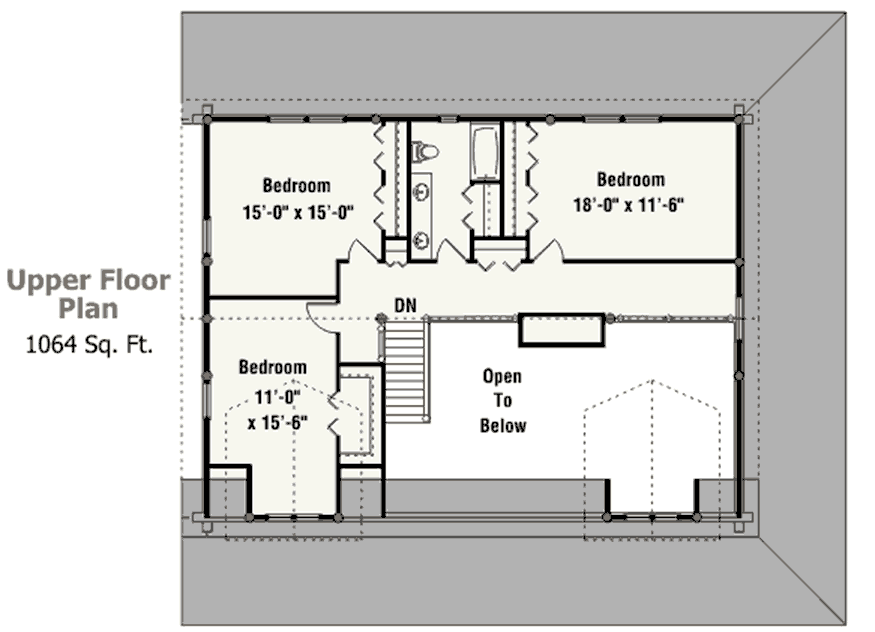 Upper Floor
Plan
1064 Sq. Ft.
Bedroom
15'-0" x 15'-0"
Bedroom
18'-0" x 11'-6"
DN
Bedroom
11'-0"
x 15'-6"
Open
To
Below